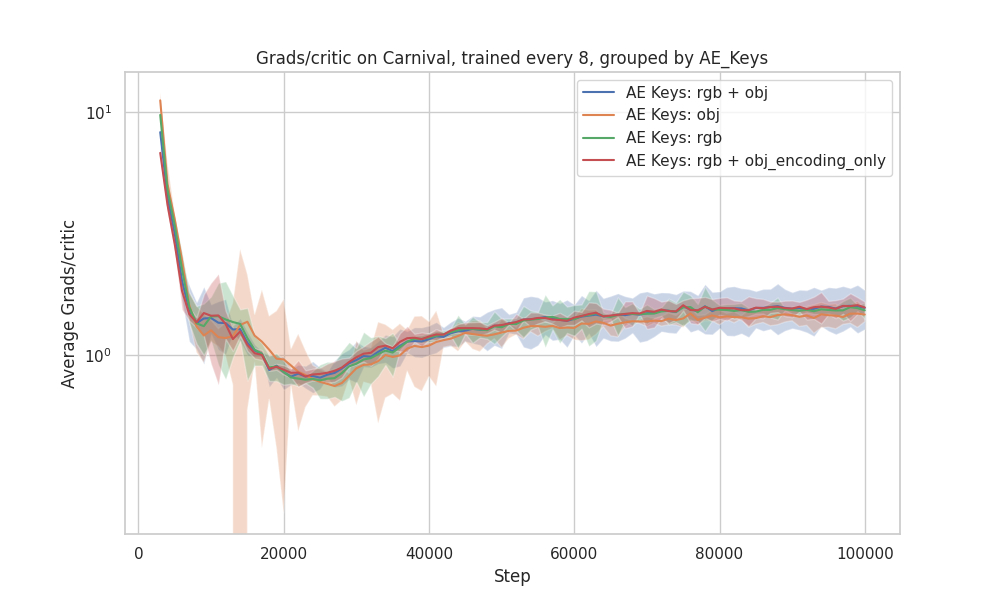 Grads/critic on Carnival, trained every 8, grouped by AE_Keys
AE Keys: rgb + obj
AE Keys: obj
AE Keys: rgb
AE Keys: rgb + obj_encoding_only
Average Grads/critic
10¹
10⁰
0 20000 40000 60000 80000 100000
Step